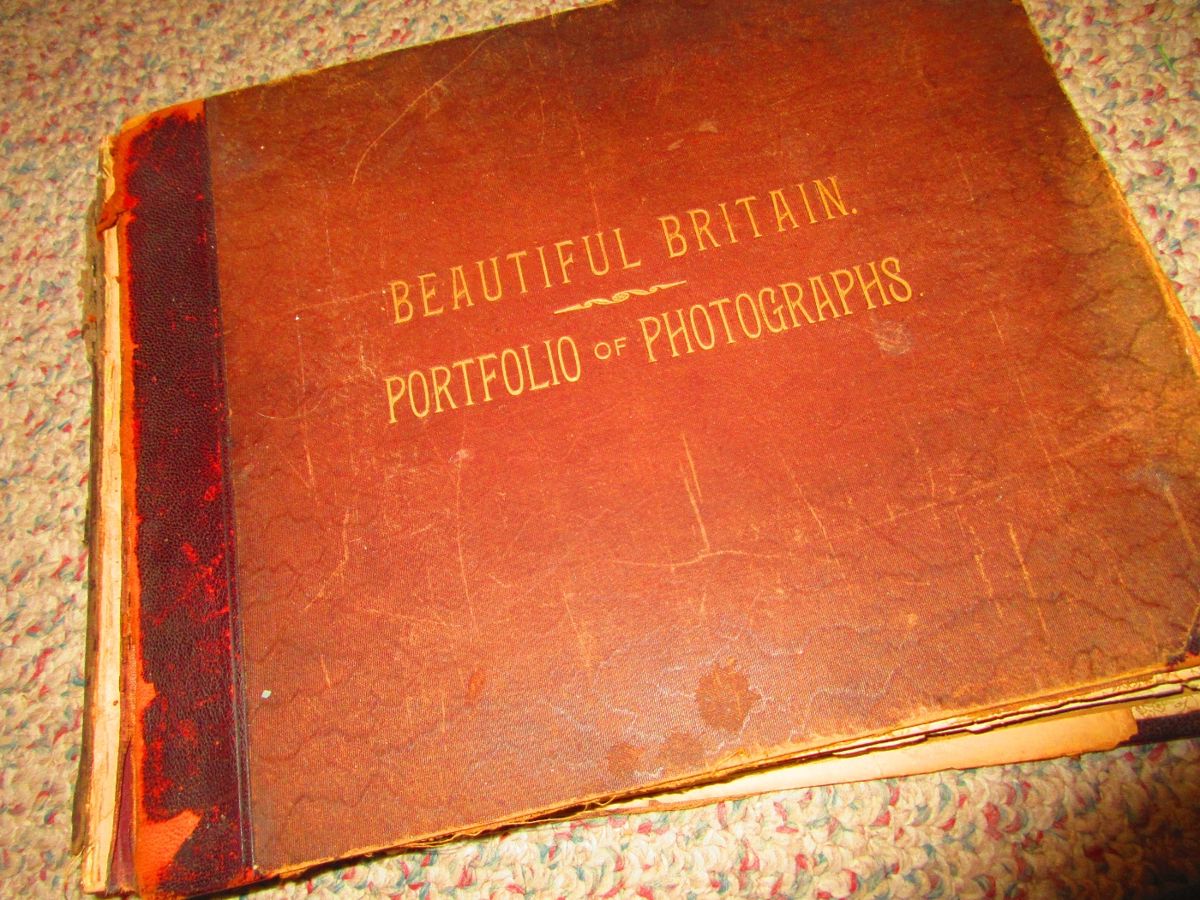 BEAUTIFUL BRITAIN.
PORTFOLIO OF PHOTOGRAPHS.